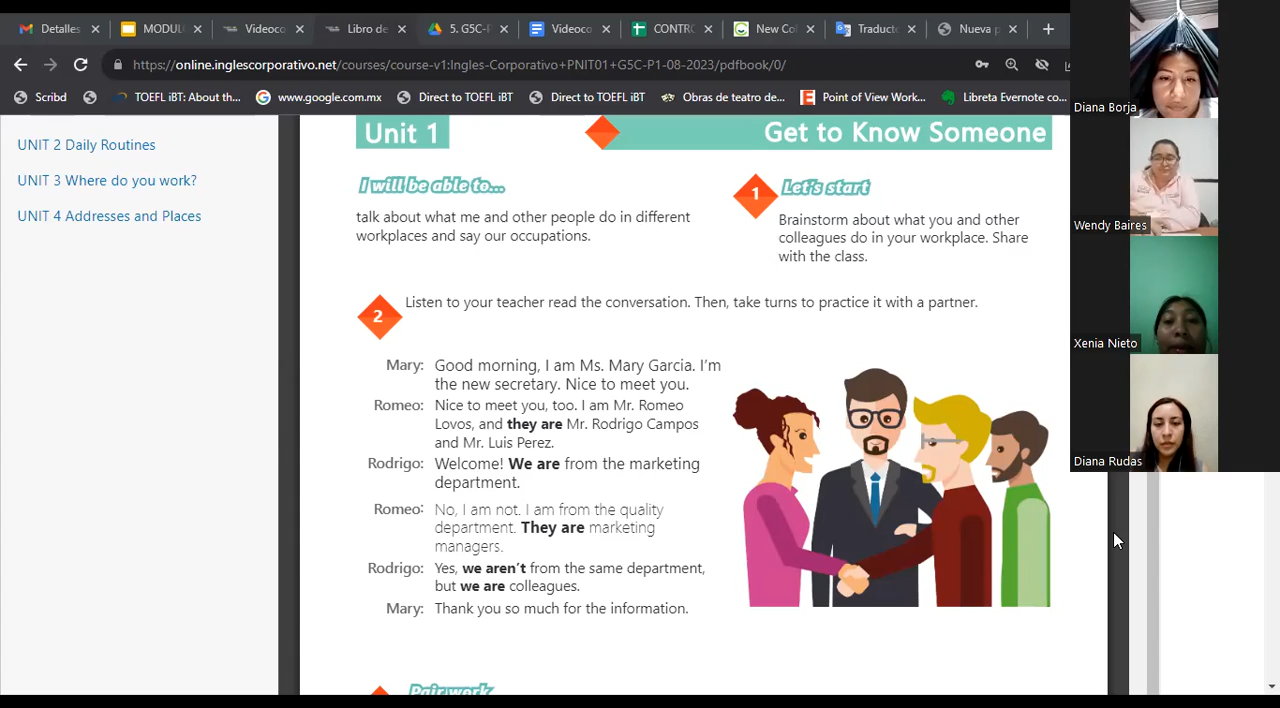 Detalles
MODUL
Videoco
Libro de
5. G5C-F
Videoco
CONTRO
New Col
Traducto
Nueva p
https://online.inglescorporativo.net/courses/course-v1:Ingles-Corporativo+PNIT01+G5C-P1-08-2023/pdfbook/0/
Scribd
TOEFL iBT: About th...
www.google.com.mx
Direct to TOEFL iBT
Direct to TOEFL iBT
Obras de teatro de...
Point of View Work...
Libreta Evernote co...
UNIT 2 Daily Routines
UNIT 3 Where do you work?
UNIT 4 Addresses and Places
Unit 1
Get to Know Someone
I will be able to...
talk about what me and other people do in different
workplaces and say our occupations.
1
Let's start
Brainstorm about what you and other
colleagues do in your workplace. Share
with the class.
2
Listen to your teacher read the conversation. Then, take turns to practice it with a partner.
Mary: Good morning, I am Ms. Mary Garcia. I'm
the new secretary. Nice to meet you.
Romeo: Nice to meet you, too. I am Mr. Romeo
Lovos, and they are Mr. Rodrigo Campos
and Mr. Luis Perez.
Rodrigo: Welcome! We are from the marketing
department.
Romeo: No, I am not. I am from the quality
department. They are marketing
managers.
Rodrigo: Yes, we aren't from the same department,
but we are colleagues.
Mary: Thank you so much for the information.
Pair work
Diana Borja
Wendy Baires
Xenia Nieto
Diana Rudas